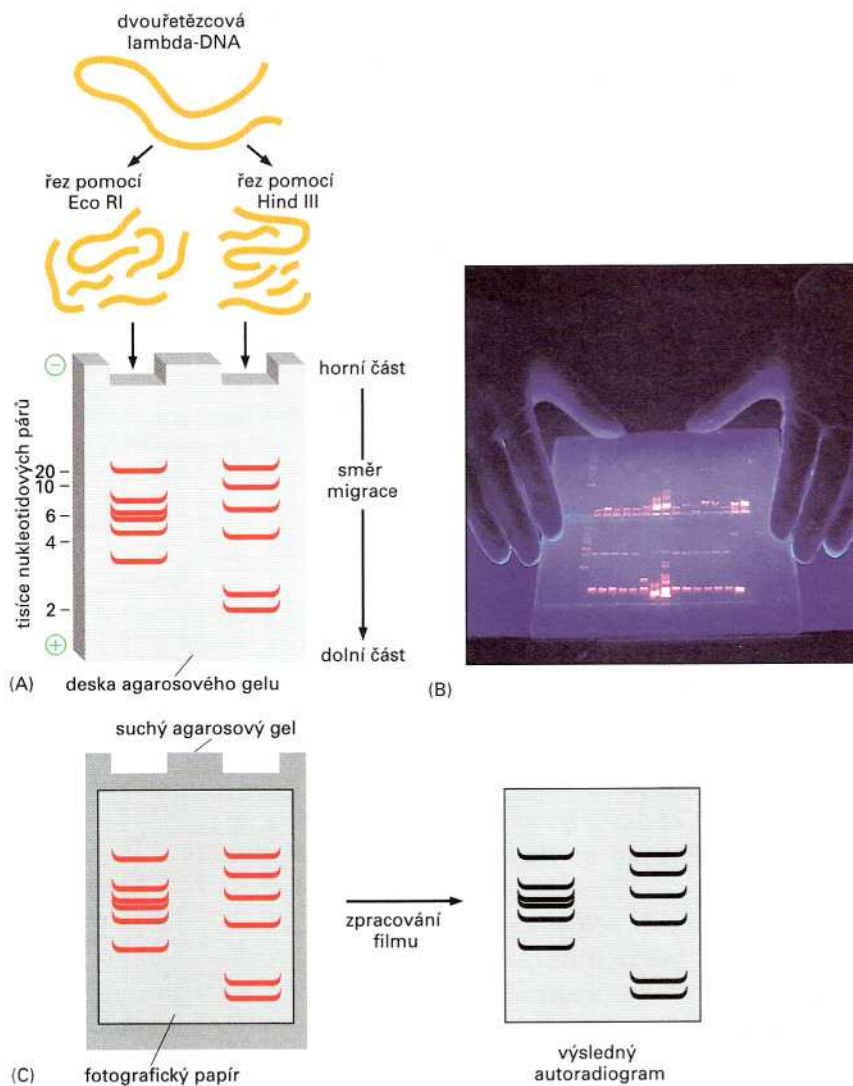 dvouřetězcová
lambda-DNA
řez pomocí
Eco RI
řez pomocí
Hind III
−
horní část
tisíce nukleotidových párů
20
10
6
4
2
směr
migrace
+
dolní část
(A)
deska agarosového gelu
(B)
suchý agarosový gel
zpracování
filmu
(C)
fotografický papír
výsledný
autoradiogram